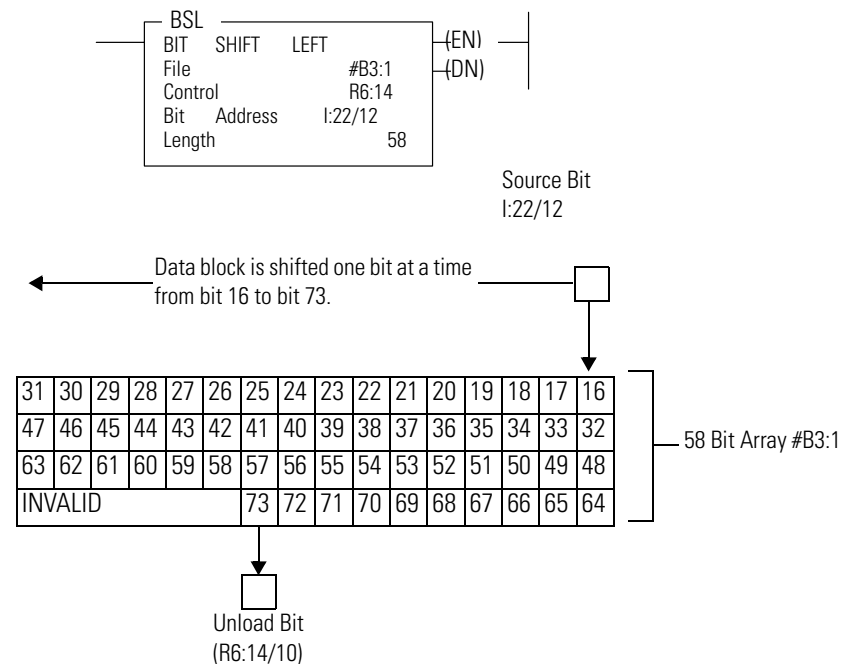 BSL
BIT SHIFT LEFT
File #B3:1
Control R6:14
Bit Address I:22/12
Length 58
(EN)
(DN)
Source Bit
I:22/12
Data block is shifted one bit at a time
from bit 16 to bit 73.
31 30 29 28 27 26 25 24 23 22 21 20 19 18 17 16
47 46 45 44 43 42 41 40 39 38 37 36 35 34 33 32
63 62 61 60 59 58 57 56 55 54 53 52 51 50 49 48
INVALID 73 72 71 70 69 68 67 66 65 64
58 Bit Array #B3:1
Unload Bit
(R6:14/10)